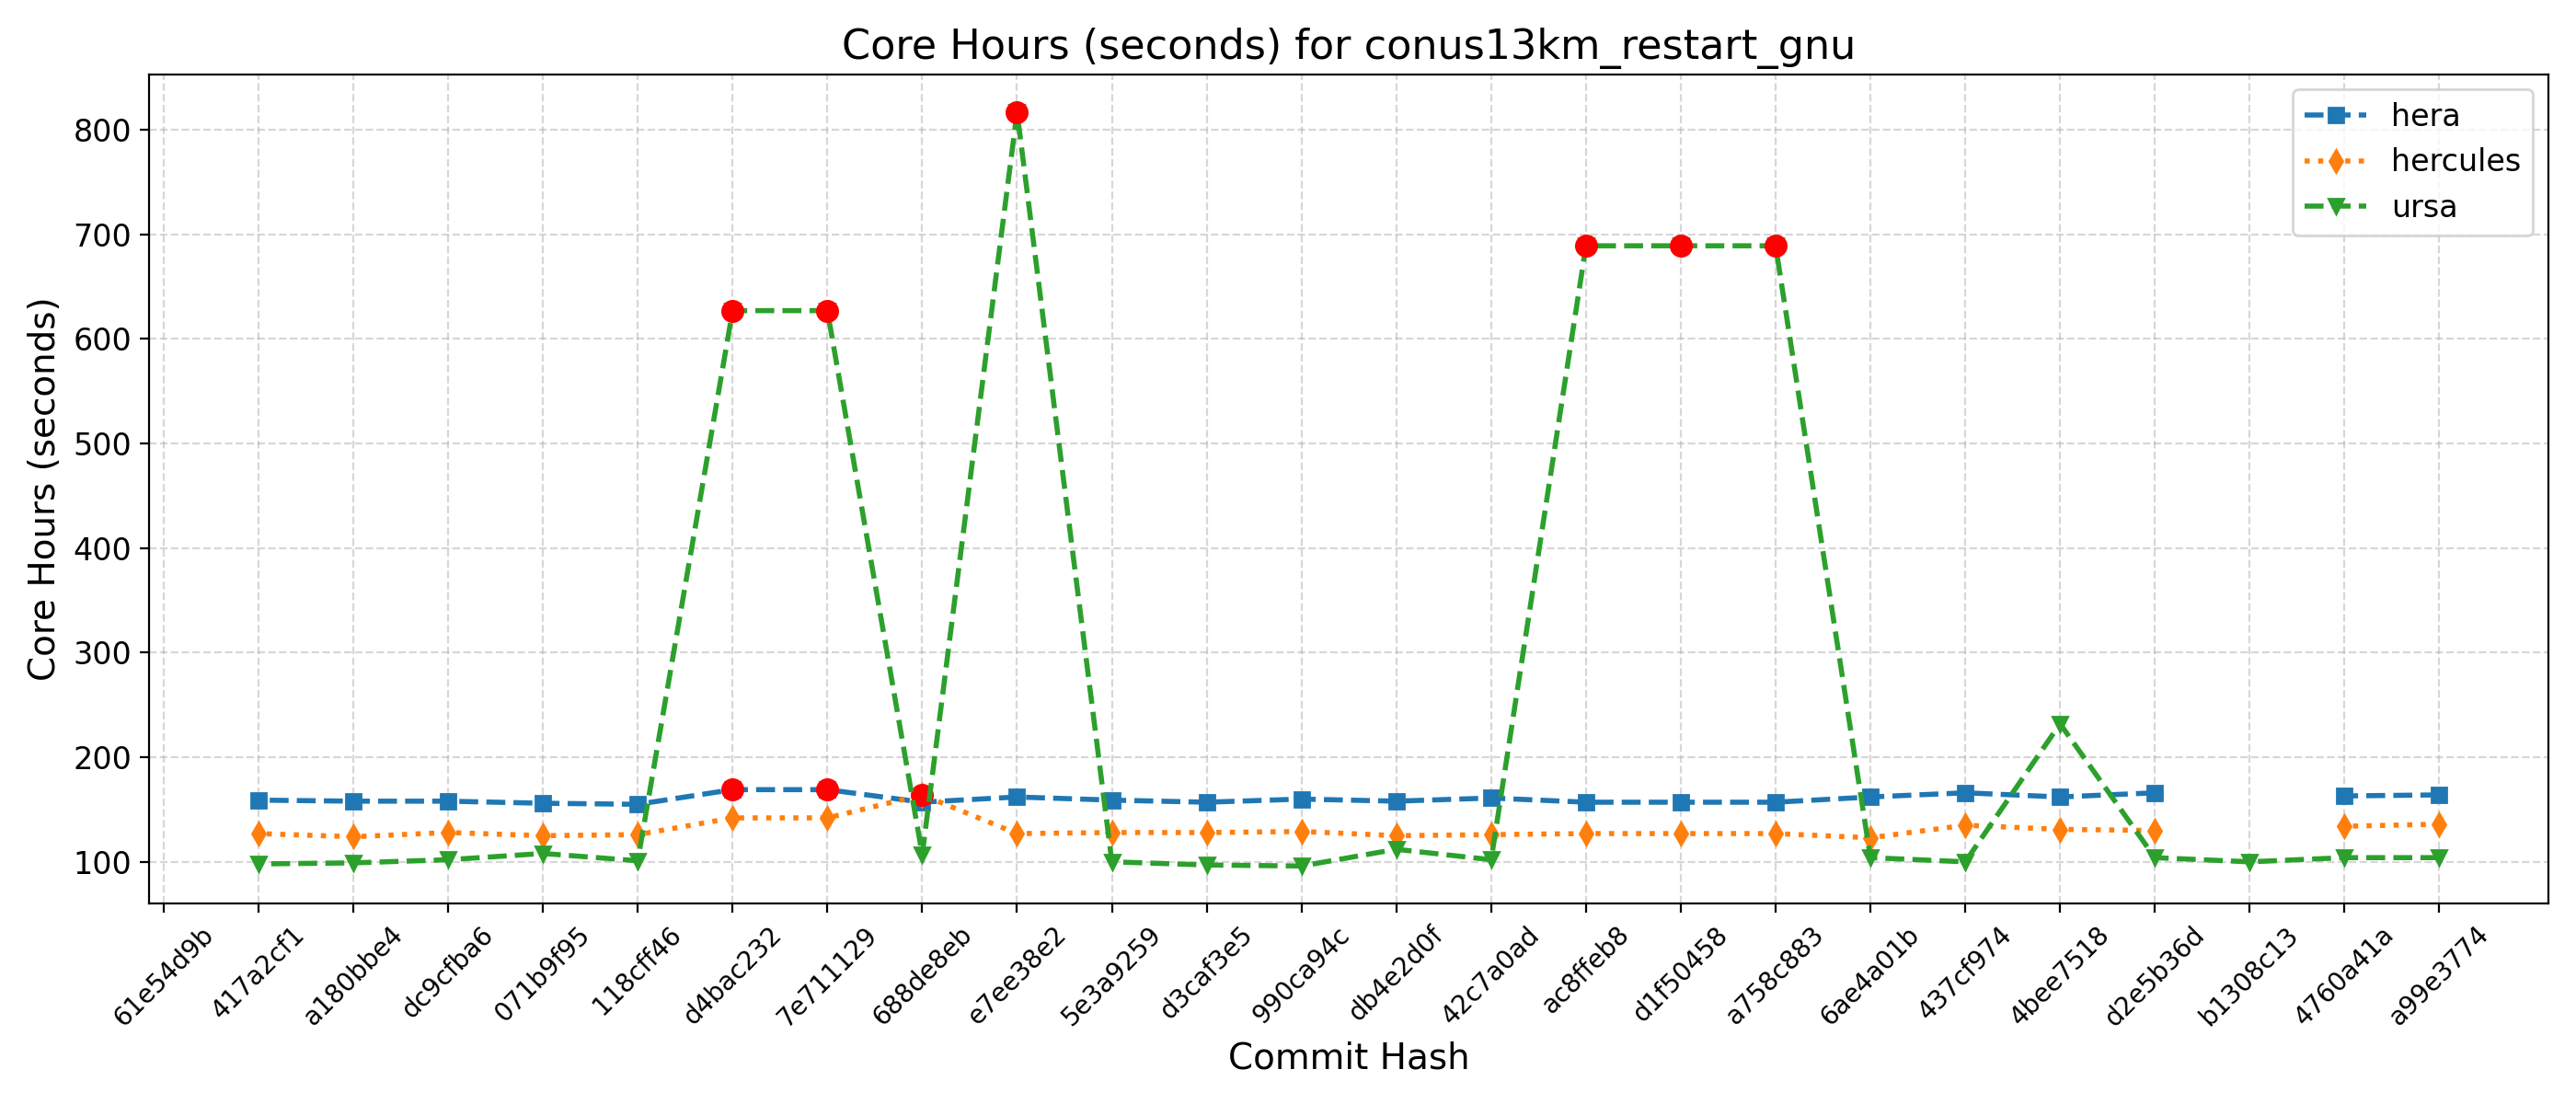 Core Hours (seconds) for conus13km_restart_gnu
Core Hours (seconds)
800
700
600
500
400
300
200
100
hera
hercules
ursa
61e54d9b
417a2cf1
a180bbe4
dc9cfba6
071b9f95
118cff46
d4bac232
7e711129
688de8eb
e7ee38e2
5e3a9259
d3caf3e5
990ca94c
db4e2d0f
42c7a0ad
ac8ffeb8
d1f50458
a758c883
6ae4a01b
437cf974
4bee7518
d2e5b36d
b1308c13
4760a41a
a99e3774
Commit Hash